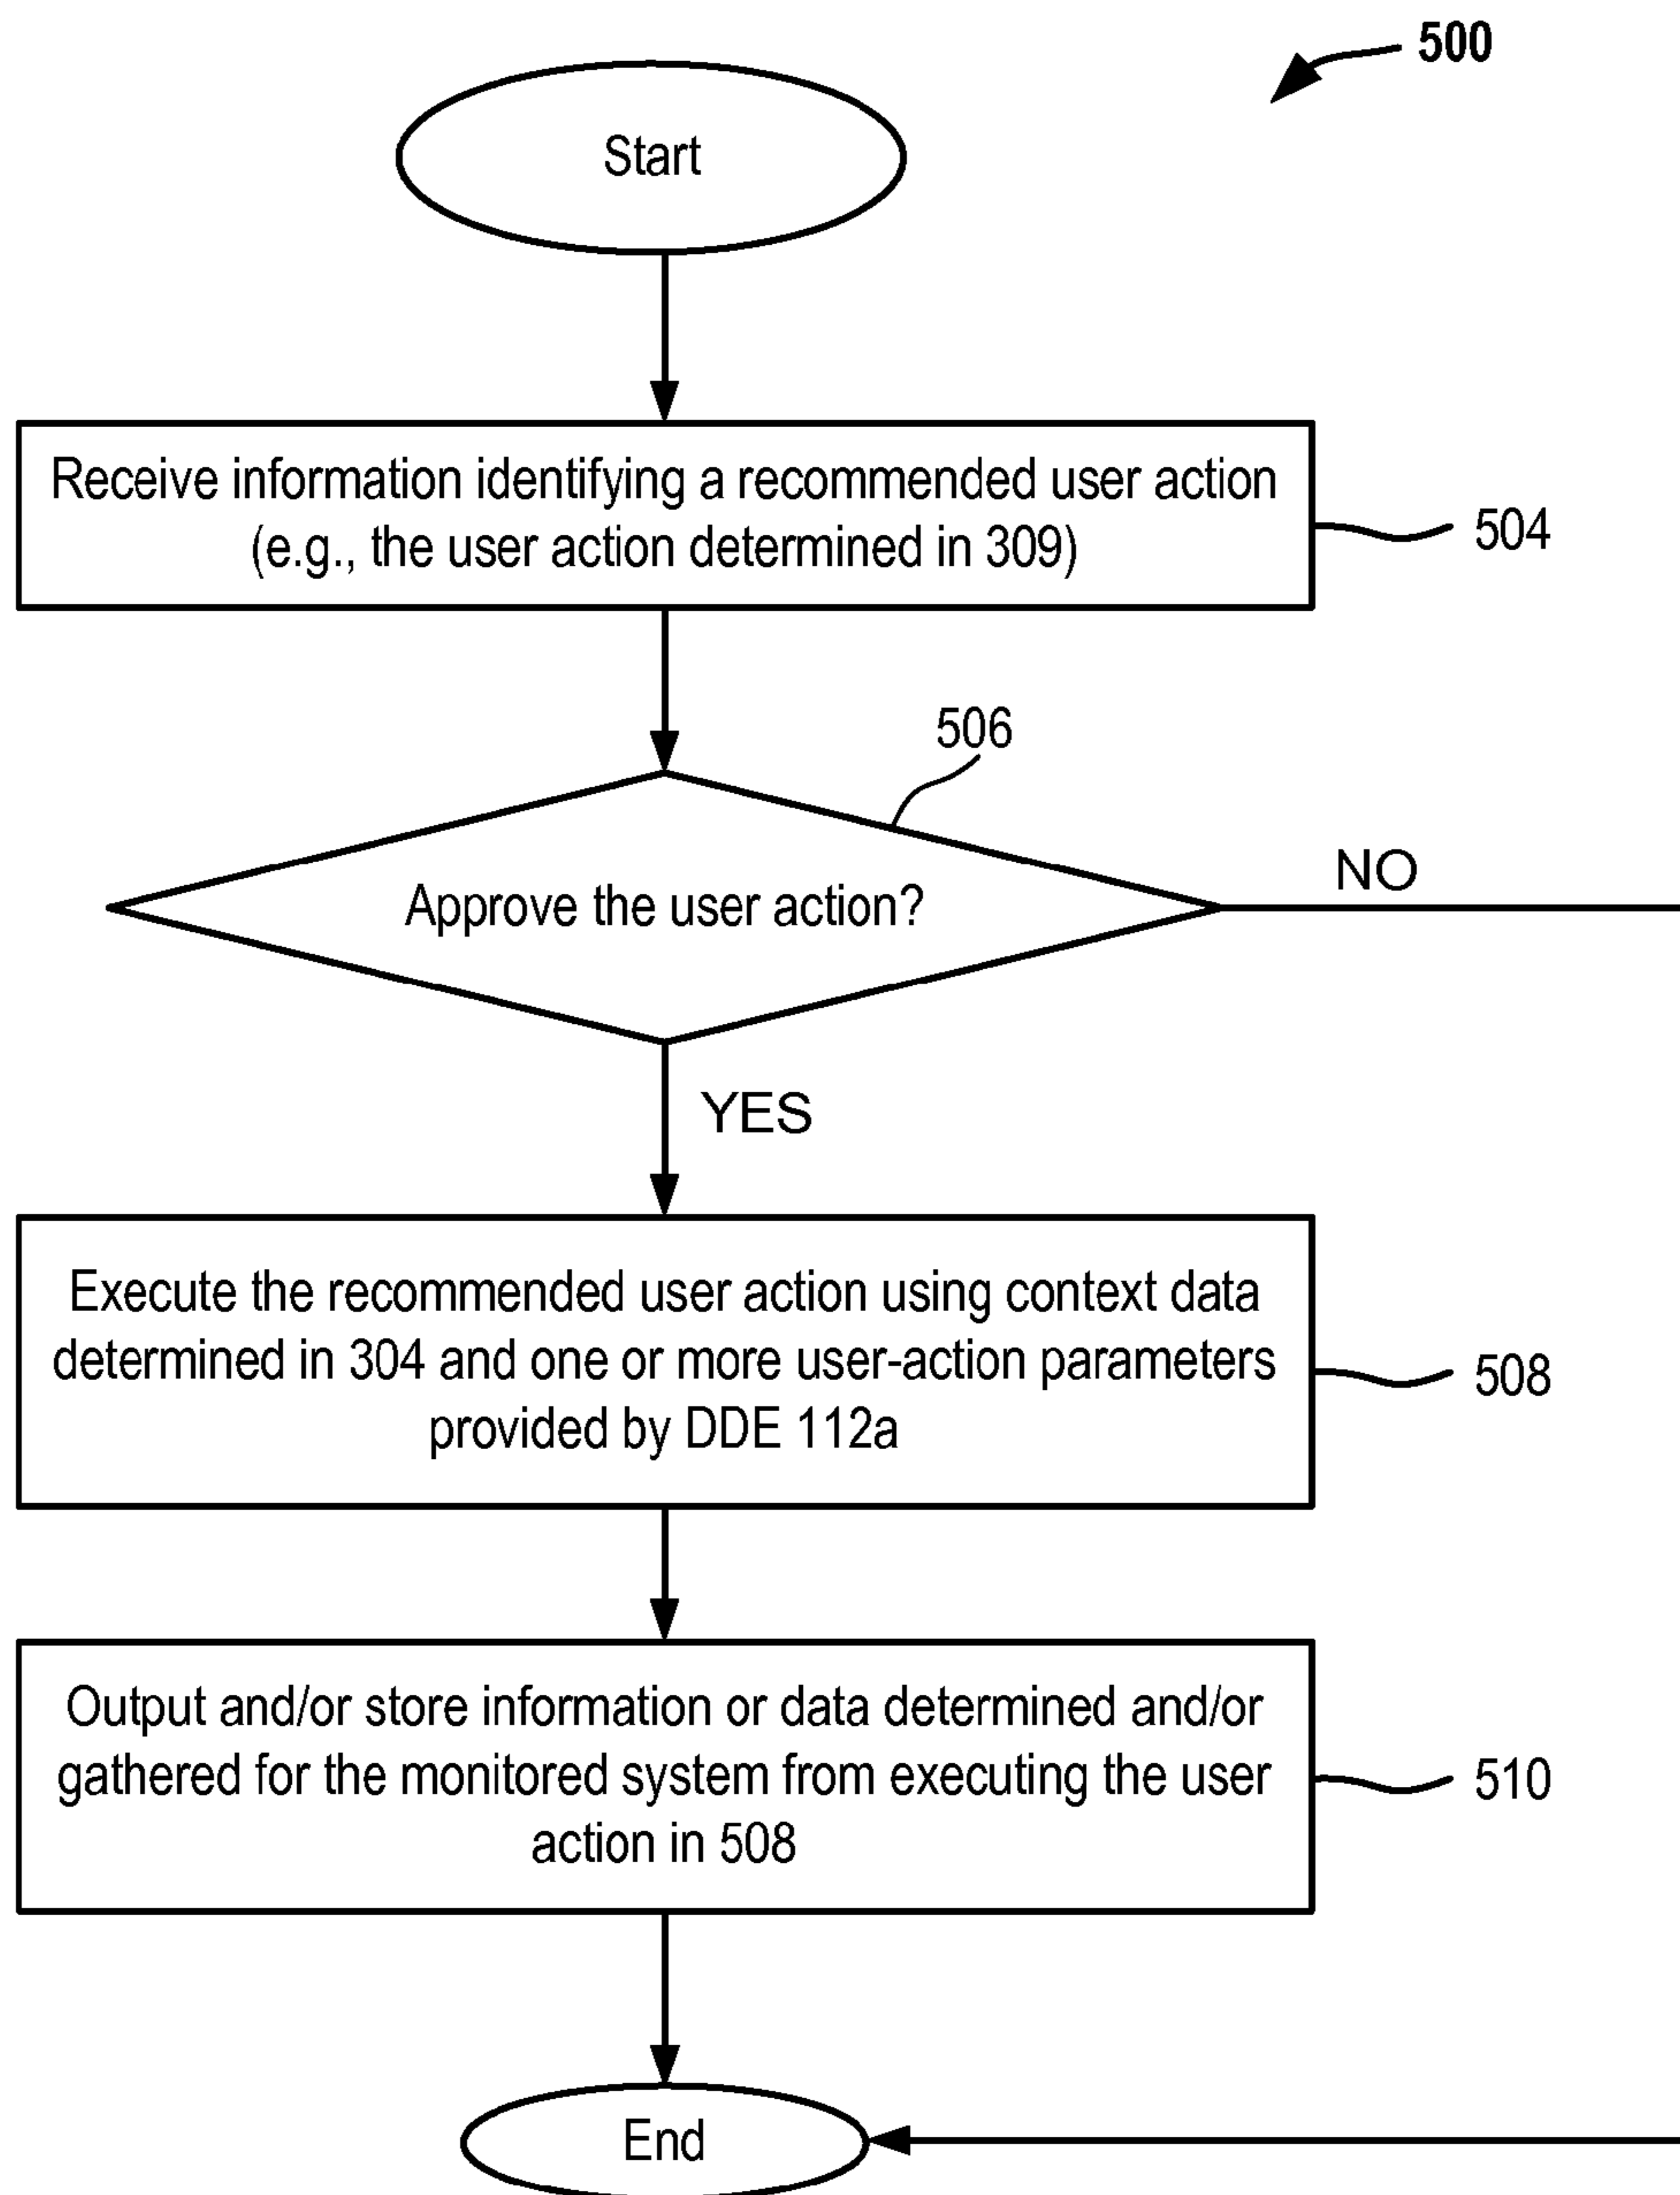 500
Start
Receive information identifying a recommended user action
(e.g., the user action determined in 309)
504
506
Approve the user action?
NO
YES
Execute the recommended user action using context data
determined in 304 and one or more user-action parameters
provided by DDE 112a
508
Output and/or store information or data determined and/or
gathered for the monitored system from executing the user
action in 508
510
End